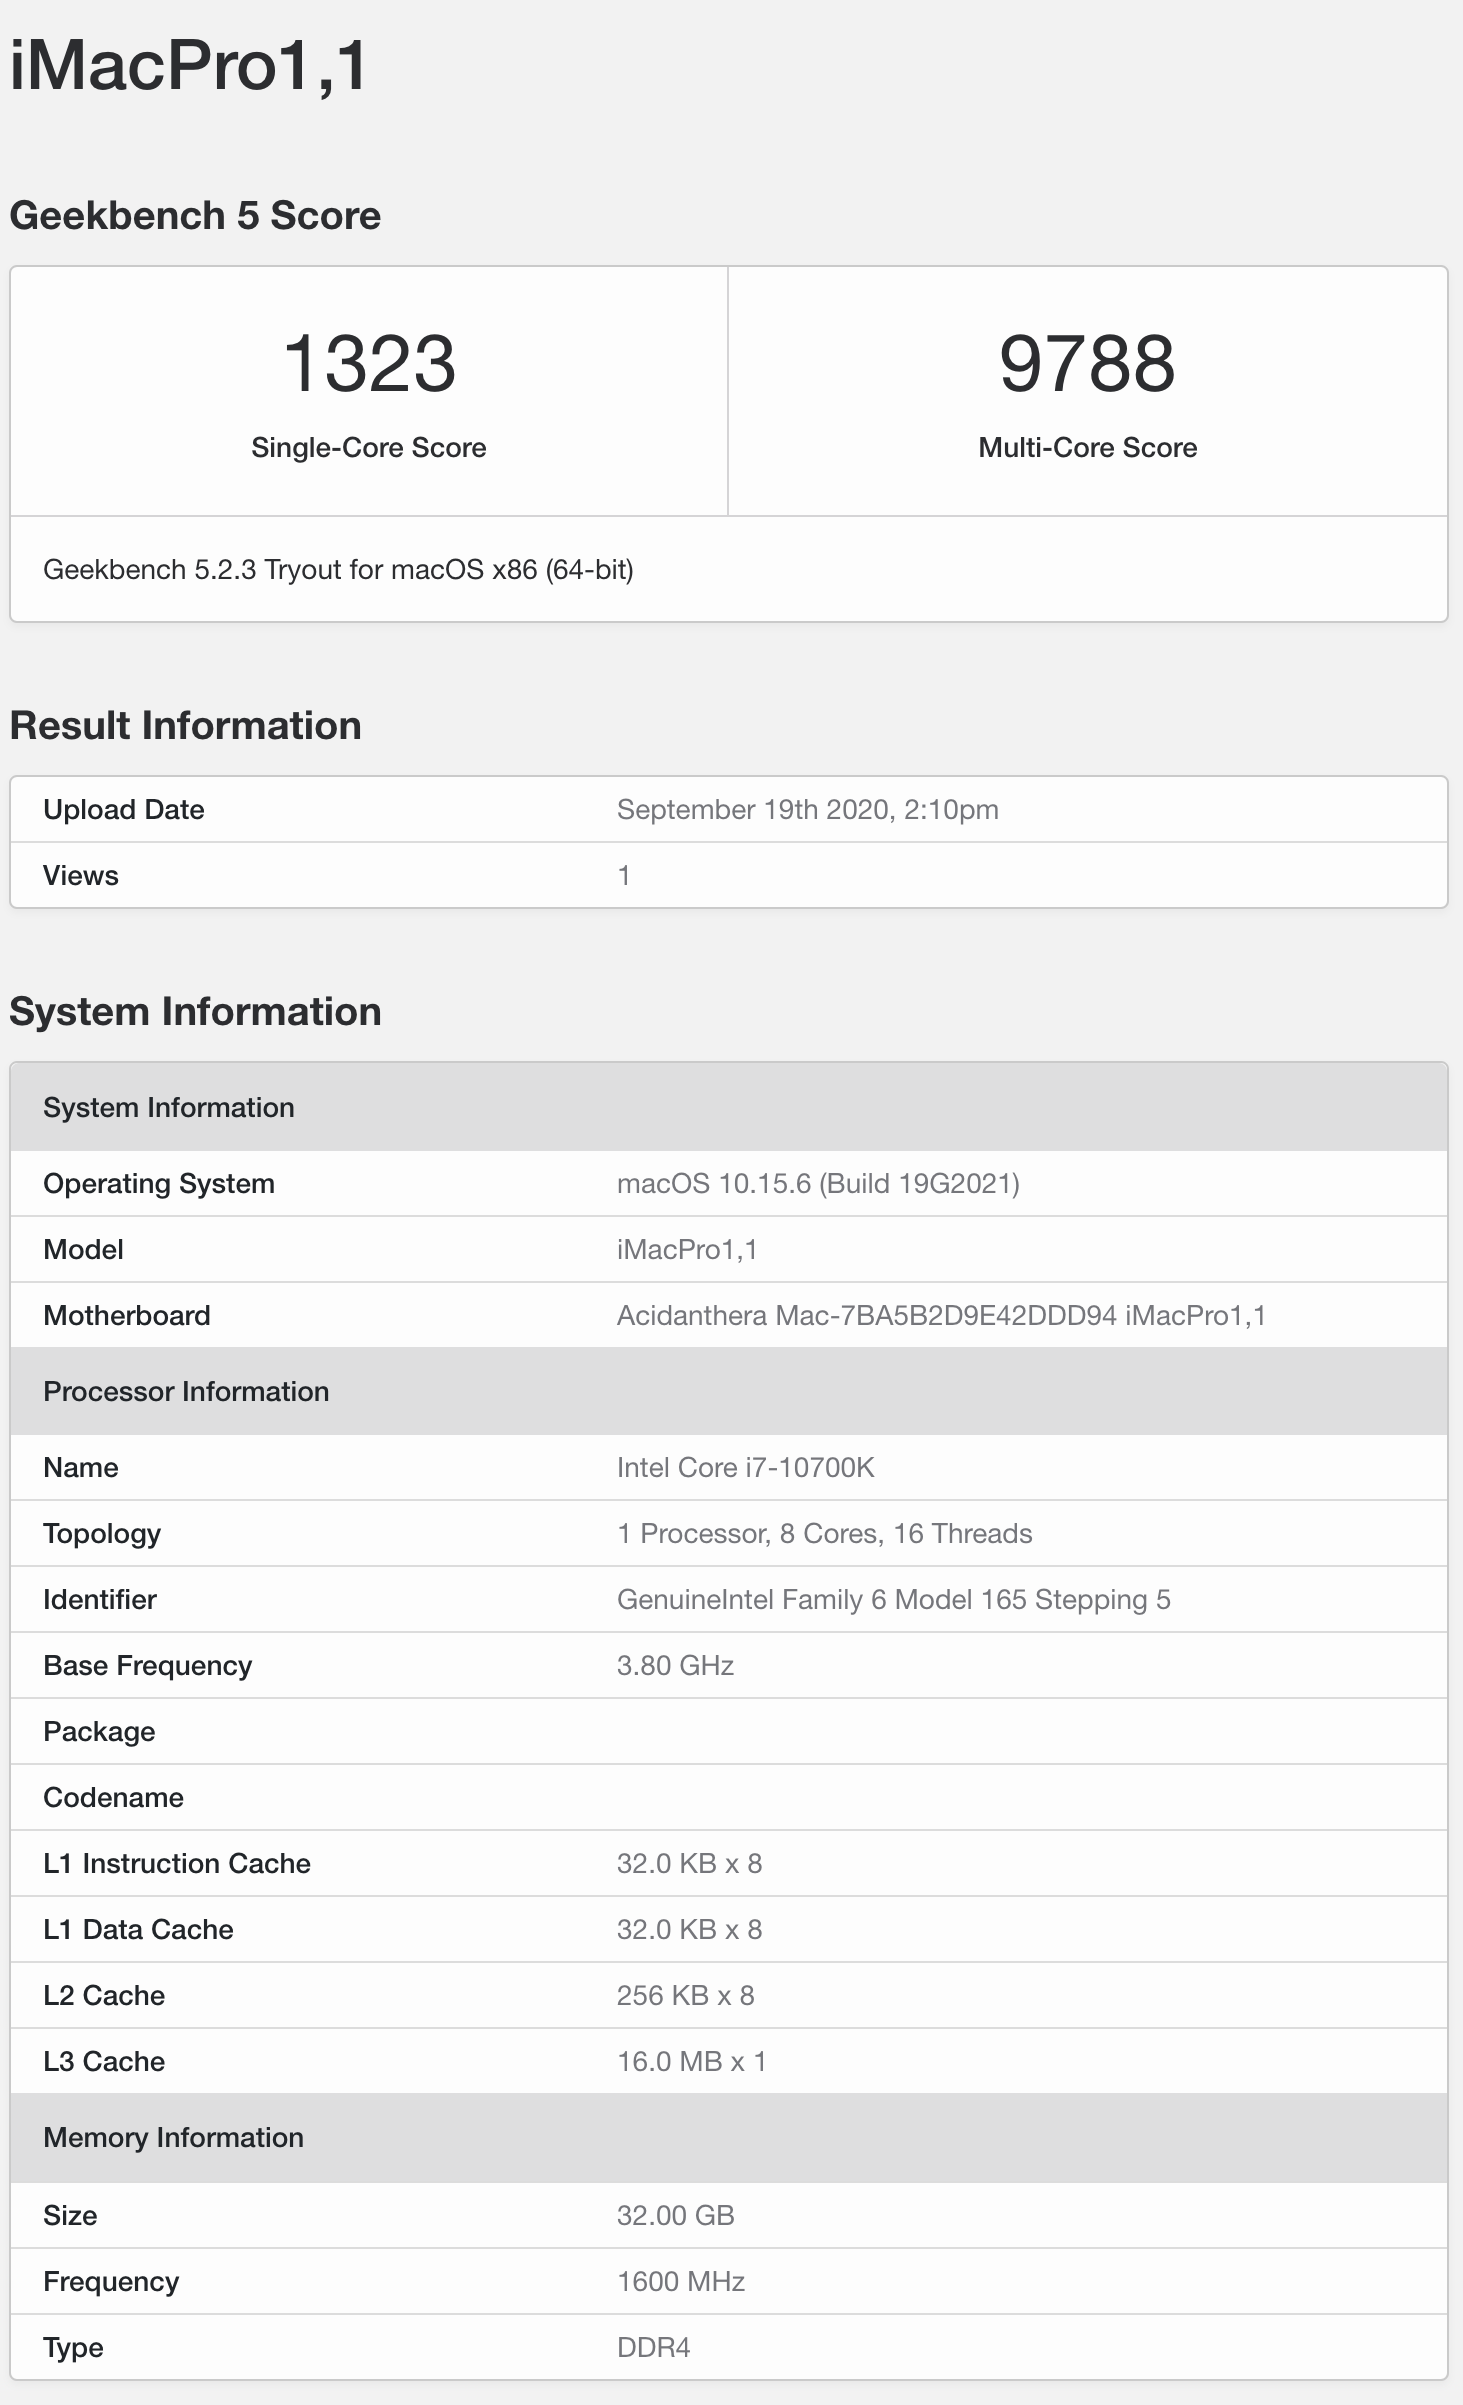 iMacPro1,1
Geekbench 5 Score
1323 9788
Single-Core Score Multi-Core Score
Geekbench 5.2.3 Tryout for macOS x86 (64-bit)
Result Information
Upload Date September 19th 2020, 2:10pm
Views 1
System Information
System Information
Operating System macOS 10.15.6 (Build 19G2021)
Model iMacPro1,1
Motherboard Acidanthera Mac-7BA5B2D9E42DDD94 iMacPro1,1
Processor Information
Name Intel Core i7-10700K
Topology 1 Processor, 8 Cores, 16 Threads
Identifier GenuineIntel Family 6 Model 165 Stepping 5
Base Frequency 3.80 GHz
Package
Codename
L1 Instruction Cache 32.0 KB x 8
L1 Data Cache 32.0 KB x 8
L2 Cache 256 KB x 8
L3 Cache 16.0 MB x 1
Memory Information
Size 32.00 GB
Frequency 1600 MHz
Type DDR4